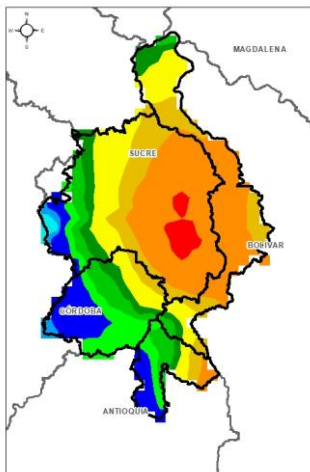 N
W E
S
MAGDALENA
SUCRE
BOLIVAR
CÓRDOBA
ANTIOQUIA